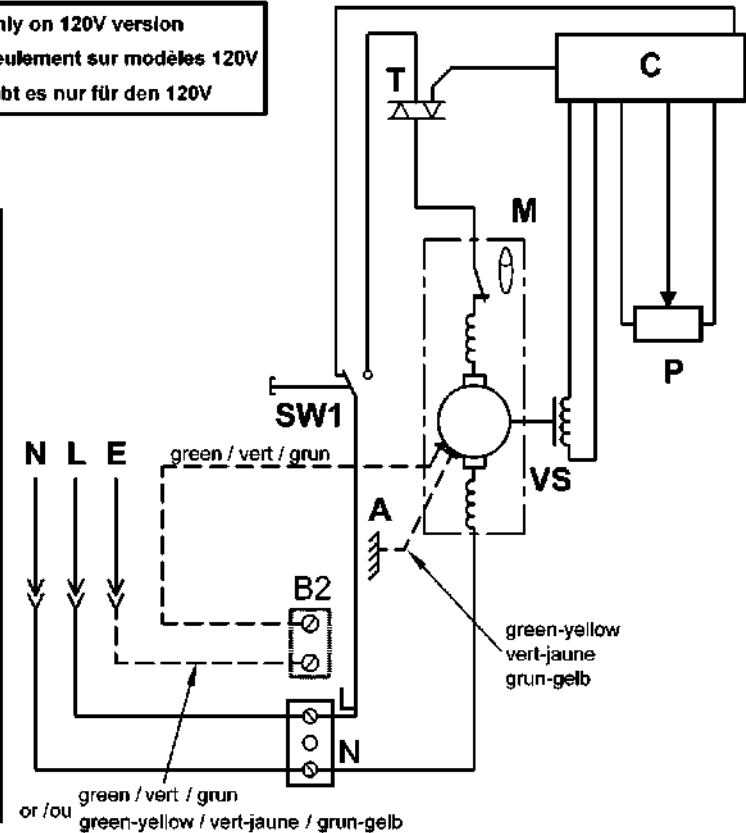 nly on 120V version
eulement sur modèles 120V
bt es nur für den 120V
C
T
M
P
SW1
VS
N L E
green / vert / grun
A
B2
green-yellow
vert-jaune
grun-gelb
L
N
or /ou green / vert / grun
green-yellow / vert-jaune / grun-gelb